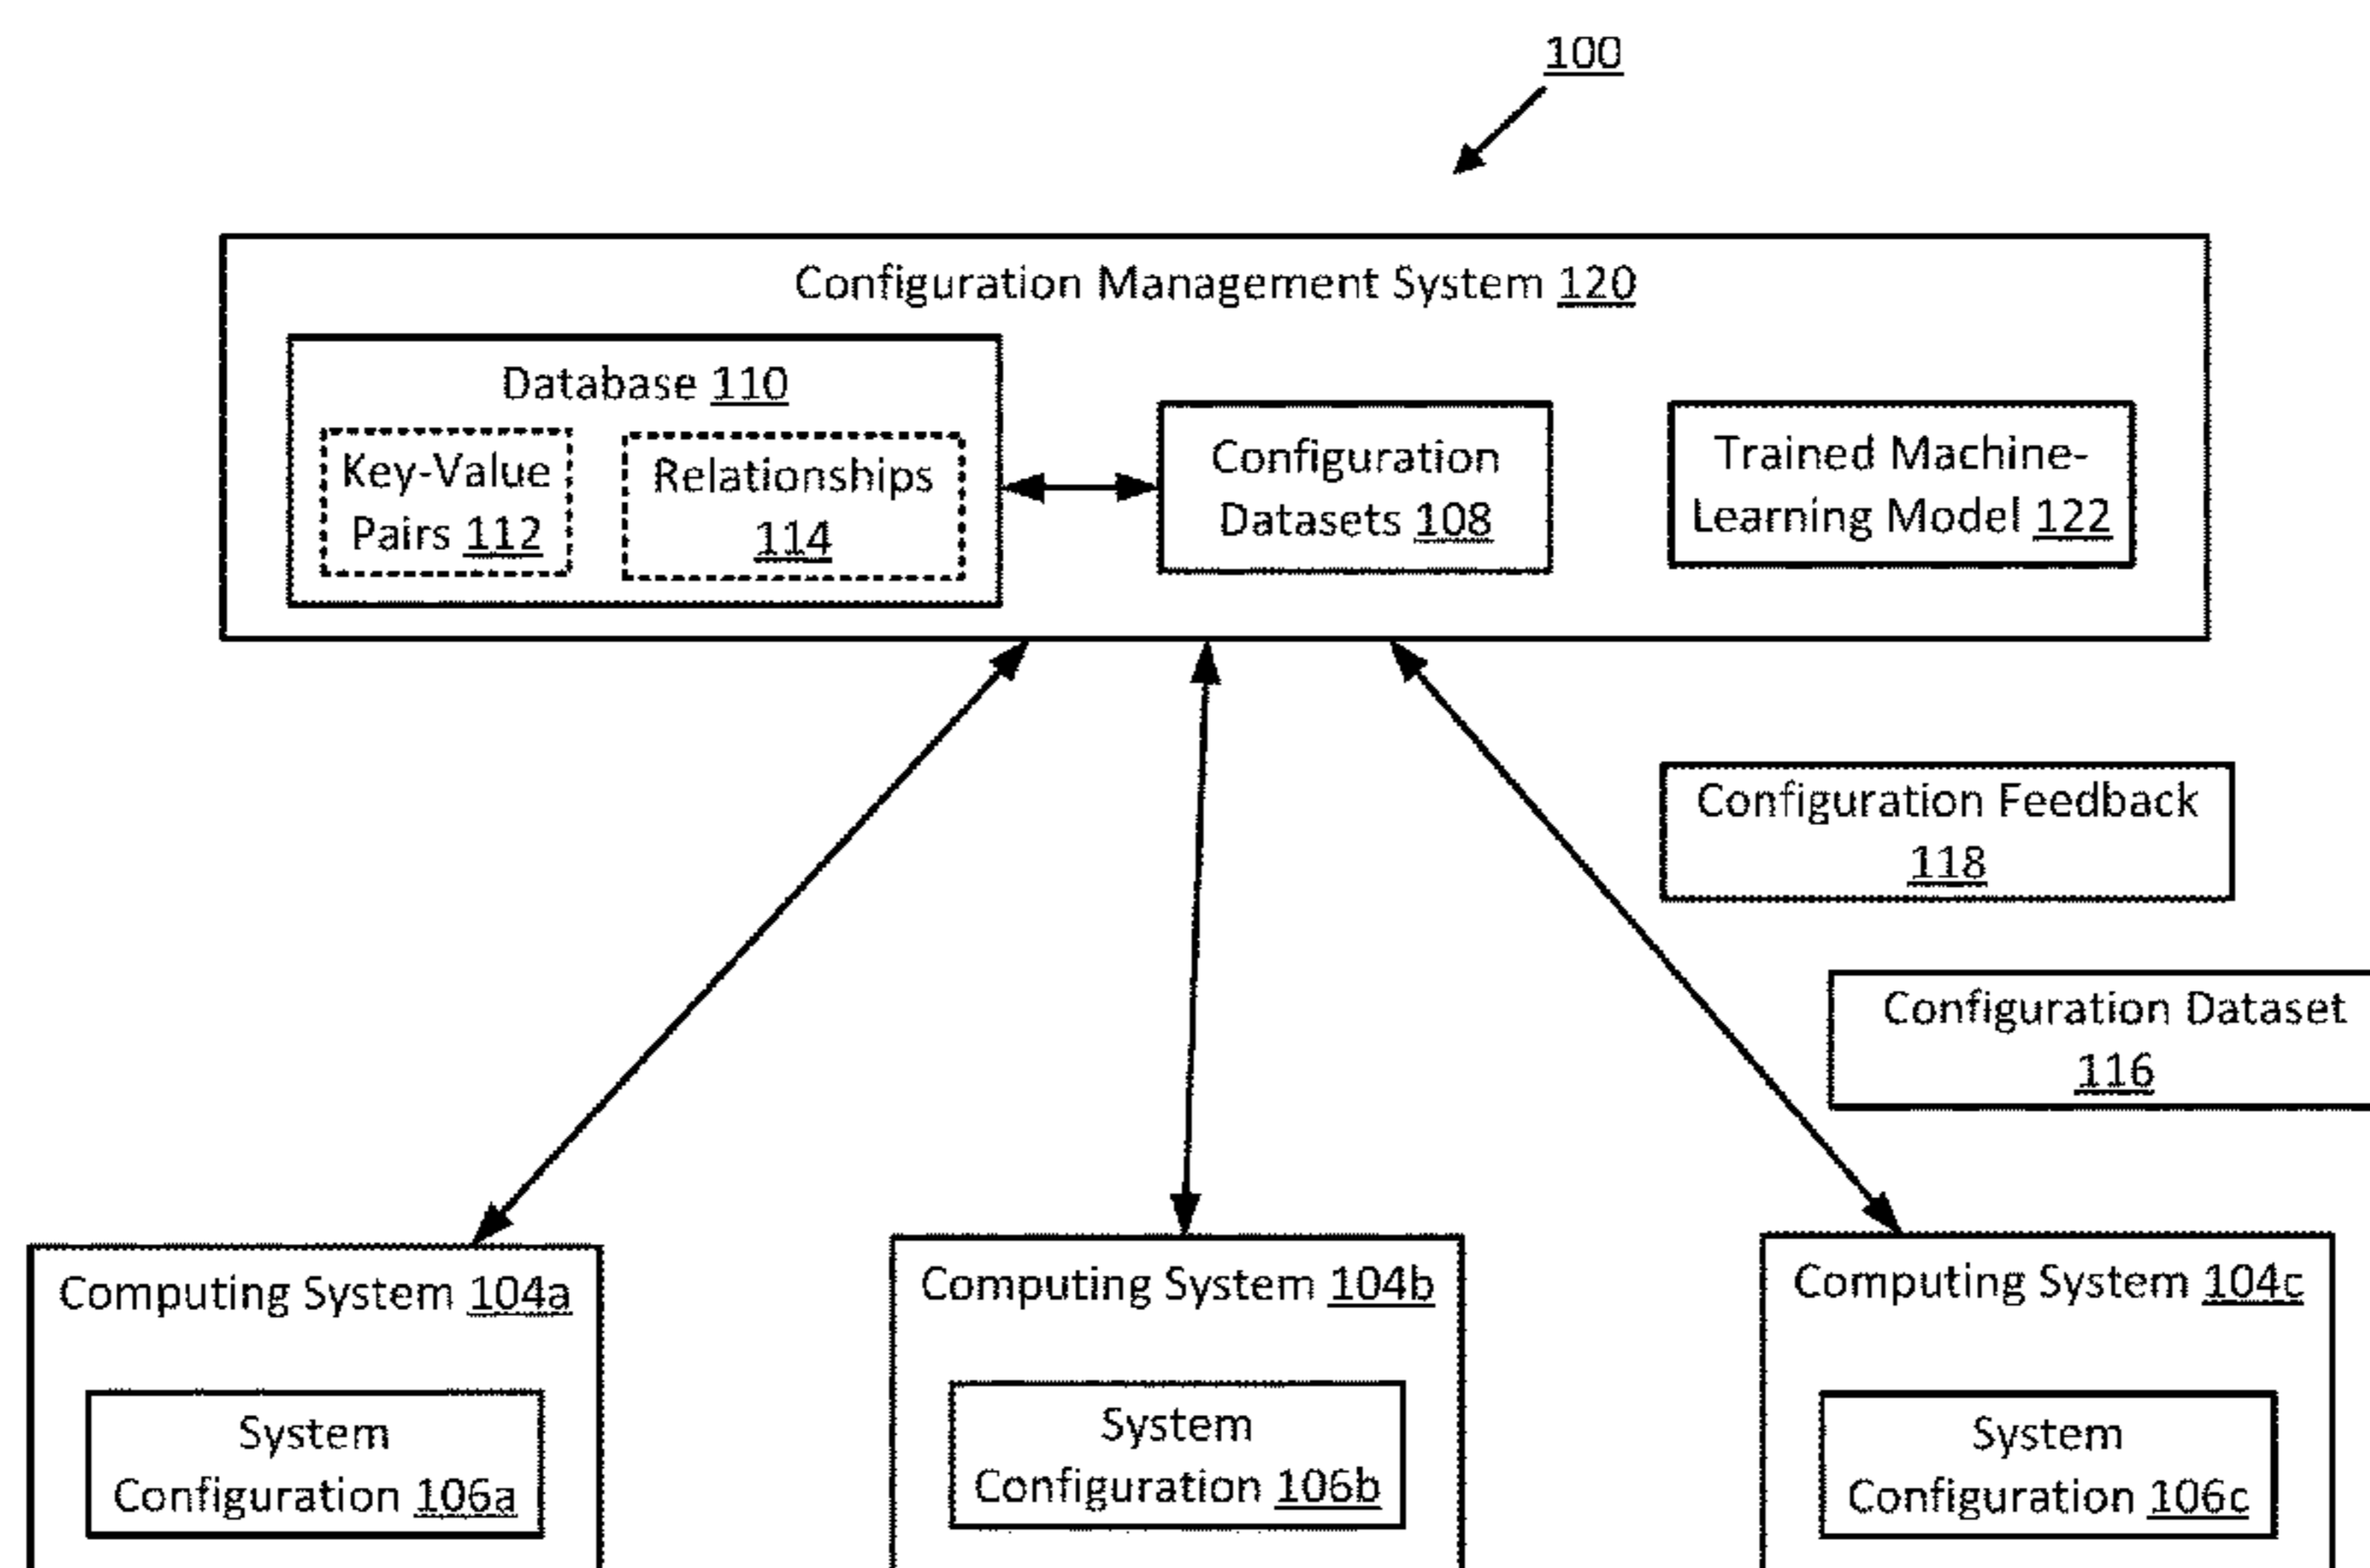 100
Configuration Management System 120
Database 110
Key-Value
Pairs 112
Relationships
114
Configuration
Datasets 108
Trained Machine-
Learning Model 122
Configuration Feedback
118
Configuration Dataset
116
Computing System 104a
System
Configuration 106a
Computing System 104b
System
Configuration 106b
Computing System 104c
System
Configuration 106c